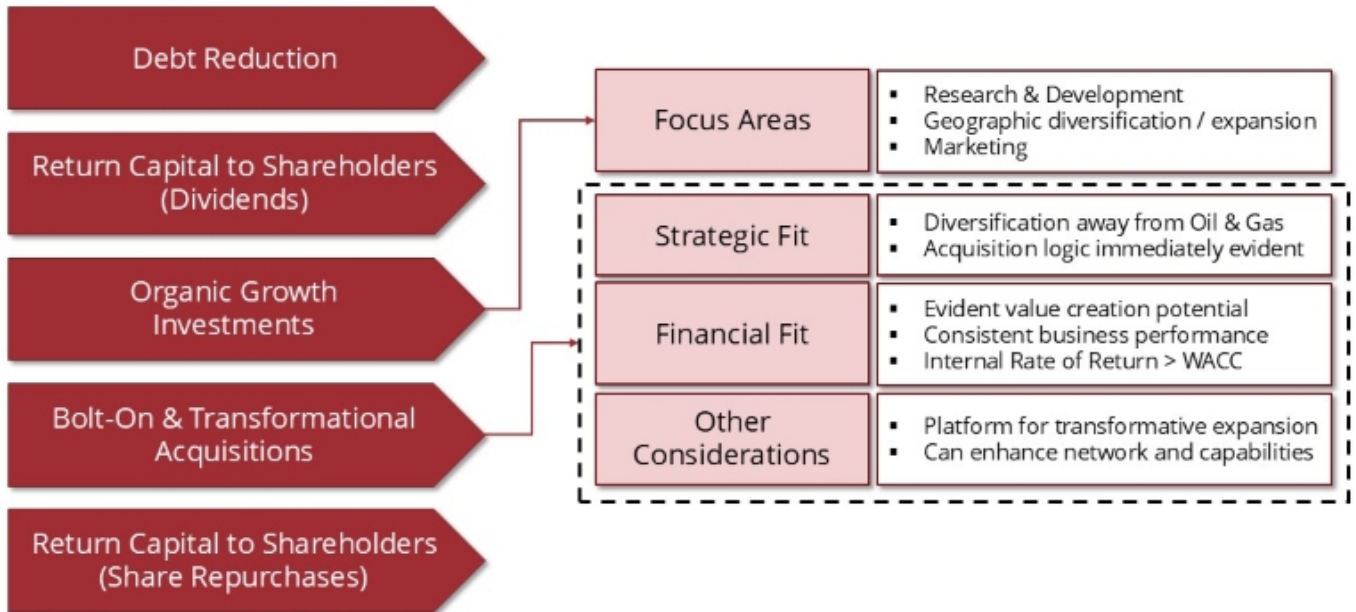 Debt Reduction
Return Capital to Shareholders
(Dividends)
Organic Growth
Investments
Bolt-On & Transformational
Acquisitions
Return Capital to Shareholders
(Share Repurchases)
Focus Areas
▪ Research & Development
▪ Geographic diversification / expansion
▪ Marketing
Strategic Fit
▪ Diversification away from Oil & Gas
▪ Acquisition logic immediately evident
Financial Fit
▪ Evident value creation potential
▪ Consistent business performance
▪ Internal Rate of Return > WACC
Other
Considerations
▪ Platform for transformative expansion
▪ Can enhance network and capabilities